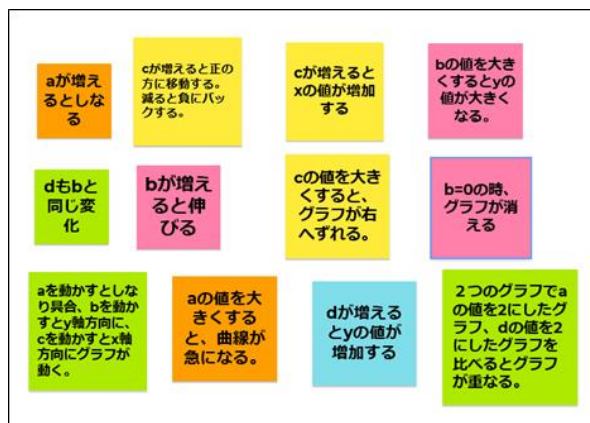 aが増え
るとしな
る
cが増えると正の
方に移動する。
減ると負にバッ
クする。
cが増えると
xの値が増加
する
bの値を大き
くするとyの
値が大きく
なる。
dもbと
同じ変
化
bが増え
ると伸
びる
cの値を大き
くすると、
グラフが右
へずれる。
b=0の時、
グラフが消
える
aを動かすとしな
り具合、bを動か
すとy軸方向に、
cを動かすとx軸
方向にグラフが
動く。
aの値を大
きくする
と、曲線が
急になる。
dが増える
とyの値が
増加する
２つのグラフでa
の値を2にしたグ
ラフ、dの値を2
にしたグラフを
比べるとグラフ
が重なる。